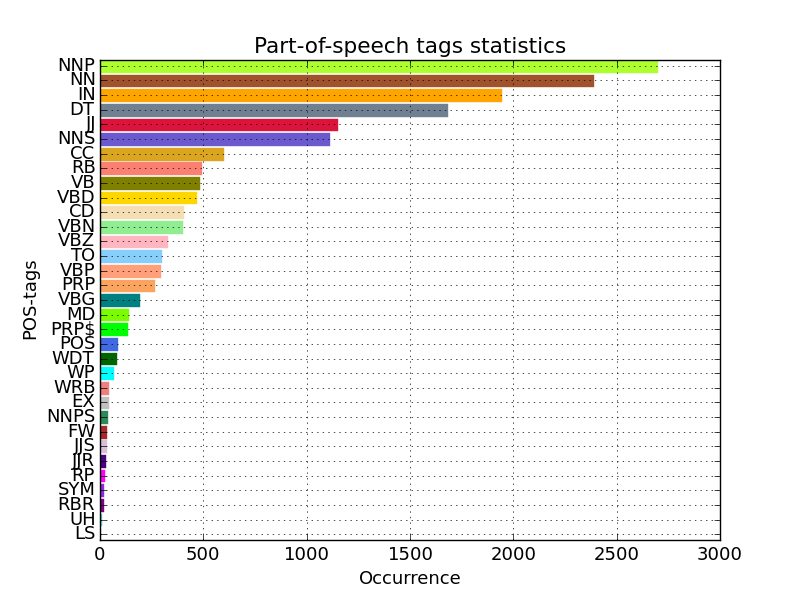 Part-of-speech tags statistics
NNP
NN
IN
DT
JJ
NNS
CC
RB
VB
VBD
CD
VBN
VBZ
TO
VBP
PRP
VBG
MD
PRP$
POS
WDT
WP
WRB
EX
NNPS
FW
JJS
JJR
RP
SYM
RBR
UH
LS
POS-tags
0 500 1000 1500 2000 2500 3000
Occurrence